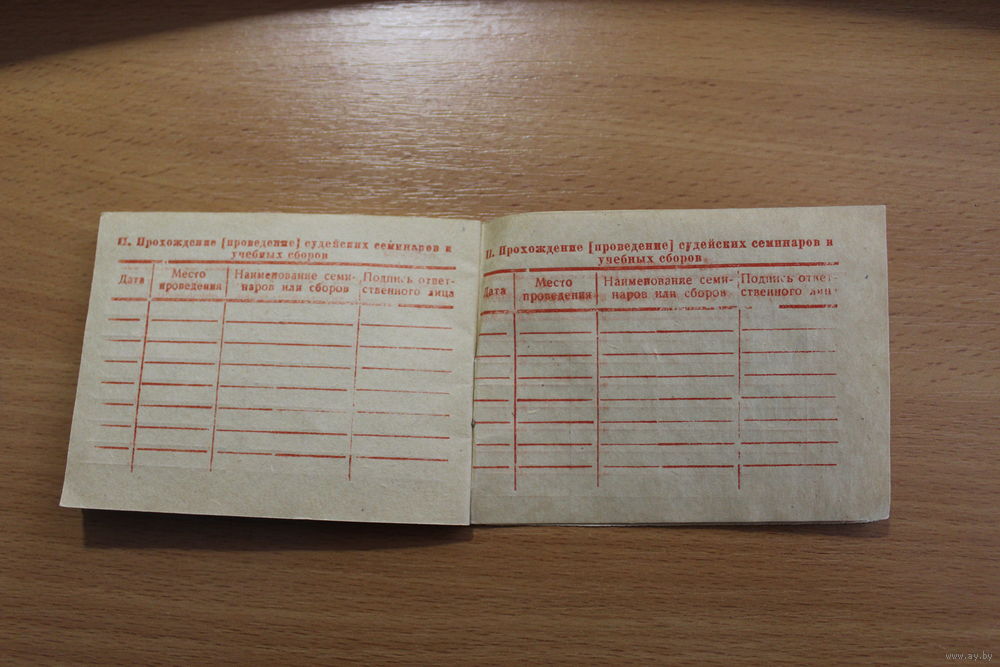 II. Прохождение [проведение] судейских семинаров и
учебных сборов
Дата
Место
проведения
Наименование семи-
наров или сборов
Подпись ответ-
ственного лица
II. Прохождение [проведение] судейских семинаров и
учебных сборов
Дата
Место
проведения
Наименование семи-
наров или сборов
Подпись ответ-
ственного лица
www.ay.by